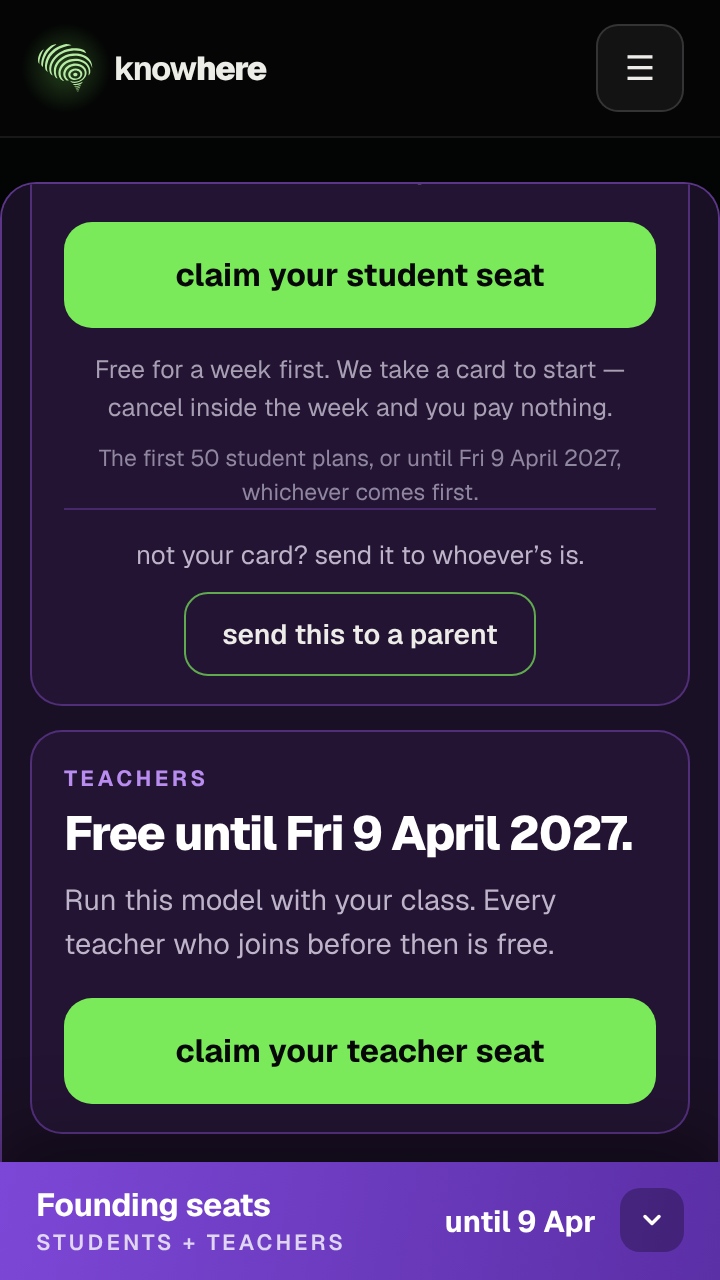 knowhere
☰
claim your student seat
Free for a week first. We take a card to start —
cancel inside the week and you pay nothing.
The first 50 student plans, or until Fri 9 April 2027,
whichever comes first.
not your card? send it to whoever’s is.
send this to a parent
TEACHERS
Free until Fri 9 April 2027.
Run this model with your class. Every
teacher who joins before then is free.
claim your teacher seat
Founding seats
until 9 Apr
STUDENTS + TEACHERS